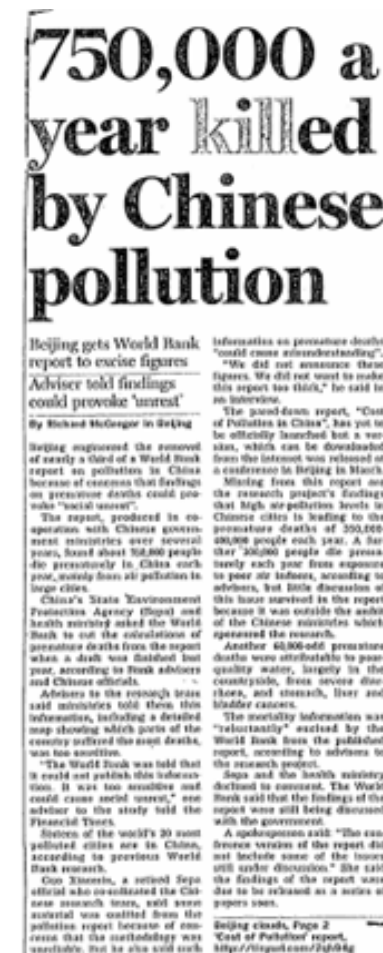 750,000 a
year killed
by Chinese
pollution
Beijing gets World Bank
report to excise figures
Adviser told findings
could provoke 'unrest'
By Richard McGregor in Beijing
Beijing engineered the removal
of nearly a third of a World Bank
report on pollution in China
because of concerns that findings
on premature deaths could pro-
voke "social unrest".
The report, produced in co-
operation with Chinese govern-
ment ministries over several
years, found about 750,000 people
die prematurely in China each
year, mainly from air pollution in
large cities.
China's State Environment
Protection Agency (Sepa) and
health ministry asked the World
Bank to cut the calculations of
premature deaths from the report
when a draft was finished last
year, according to Bank advisers
and Chinese officials.
Advisers to the research team
said ministries told them this
information, including a detailed
map showing which parts of the
country suffered the most deaths,
was too sensitive.
"The World Bank was told that
it could not publish this informa-
tion. It was too sensitive and
could cause social unrest," one
adviser to the study told the
Financial Times.
Sixteen of the world's 20 most
polluted cities are in China,
according to previous World
Bank research.
Guo Xiaomin, a retired Sepa
official who co-ordinated the Chi-
nese research team, said some
material was omitted from the
pollution report because of con-
cerns that the methodology was
unreliable. But he also said such
information on premature deaths
"could cause misunderstanding".
"We did not announce these
figures. We did not want to make
this report too thick," he said in
an interview.
The pared-down report, "Cost
of Pollution in China", has yet to
be officially launched but a ver-
sion, which can be downloaded
from the internet was released at
a conference in Beijing in March.
Missing from this report are
the research project's findings
that high air-pollution levels in
Chinese cities is leading to the
premature deaths of 350,000-
400,000 people each year. A fur-
ther 300,000 people die prema-
turely each year from exposure
to poor air indoors, according to
advisers, but little discussion of
this issue survived in the report
because it was outside the ambit
of the Chinese ministries which
sponsored the research.
Another 60,000-odd premature
deaths were attributable to poor-
quality water, largely in the
countryside, from severe diar-
rhoea, and stomach, liver and
bladder cancers.
The mortality information was
"reluctantly" excised by the
World Bank from the published
report, according to advisers to
the research project.
Sepa and the health ministry
declined to comment. The World
Bank said that the findings of the
report were still being discussed
with the government.
A spokesperson said: "The con-
ference version of the report did
not include some of the issues
still under discussion." She said
the findings of the report were
due to be released as a series of
papers soon.
Beijing clouds, Page 2
'Cost of Pollution' report,